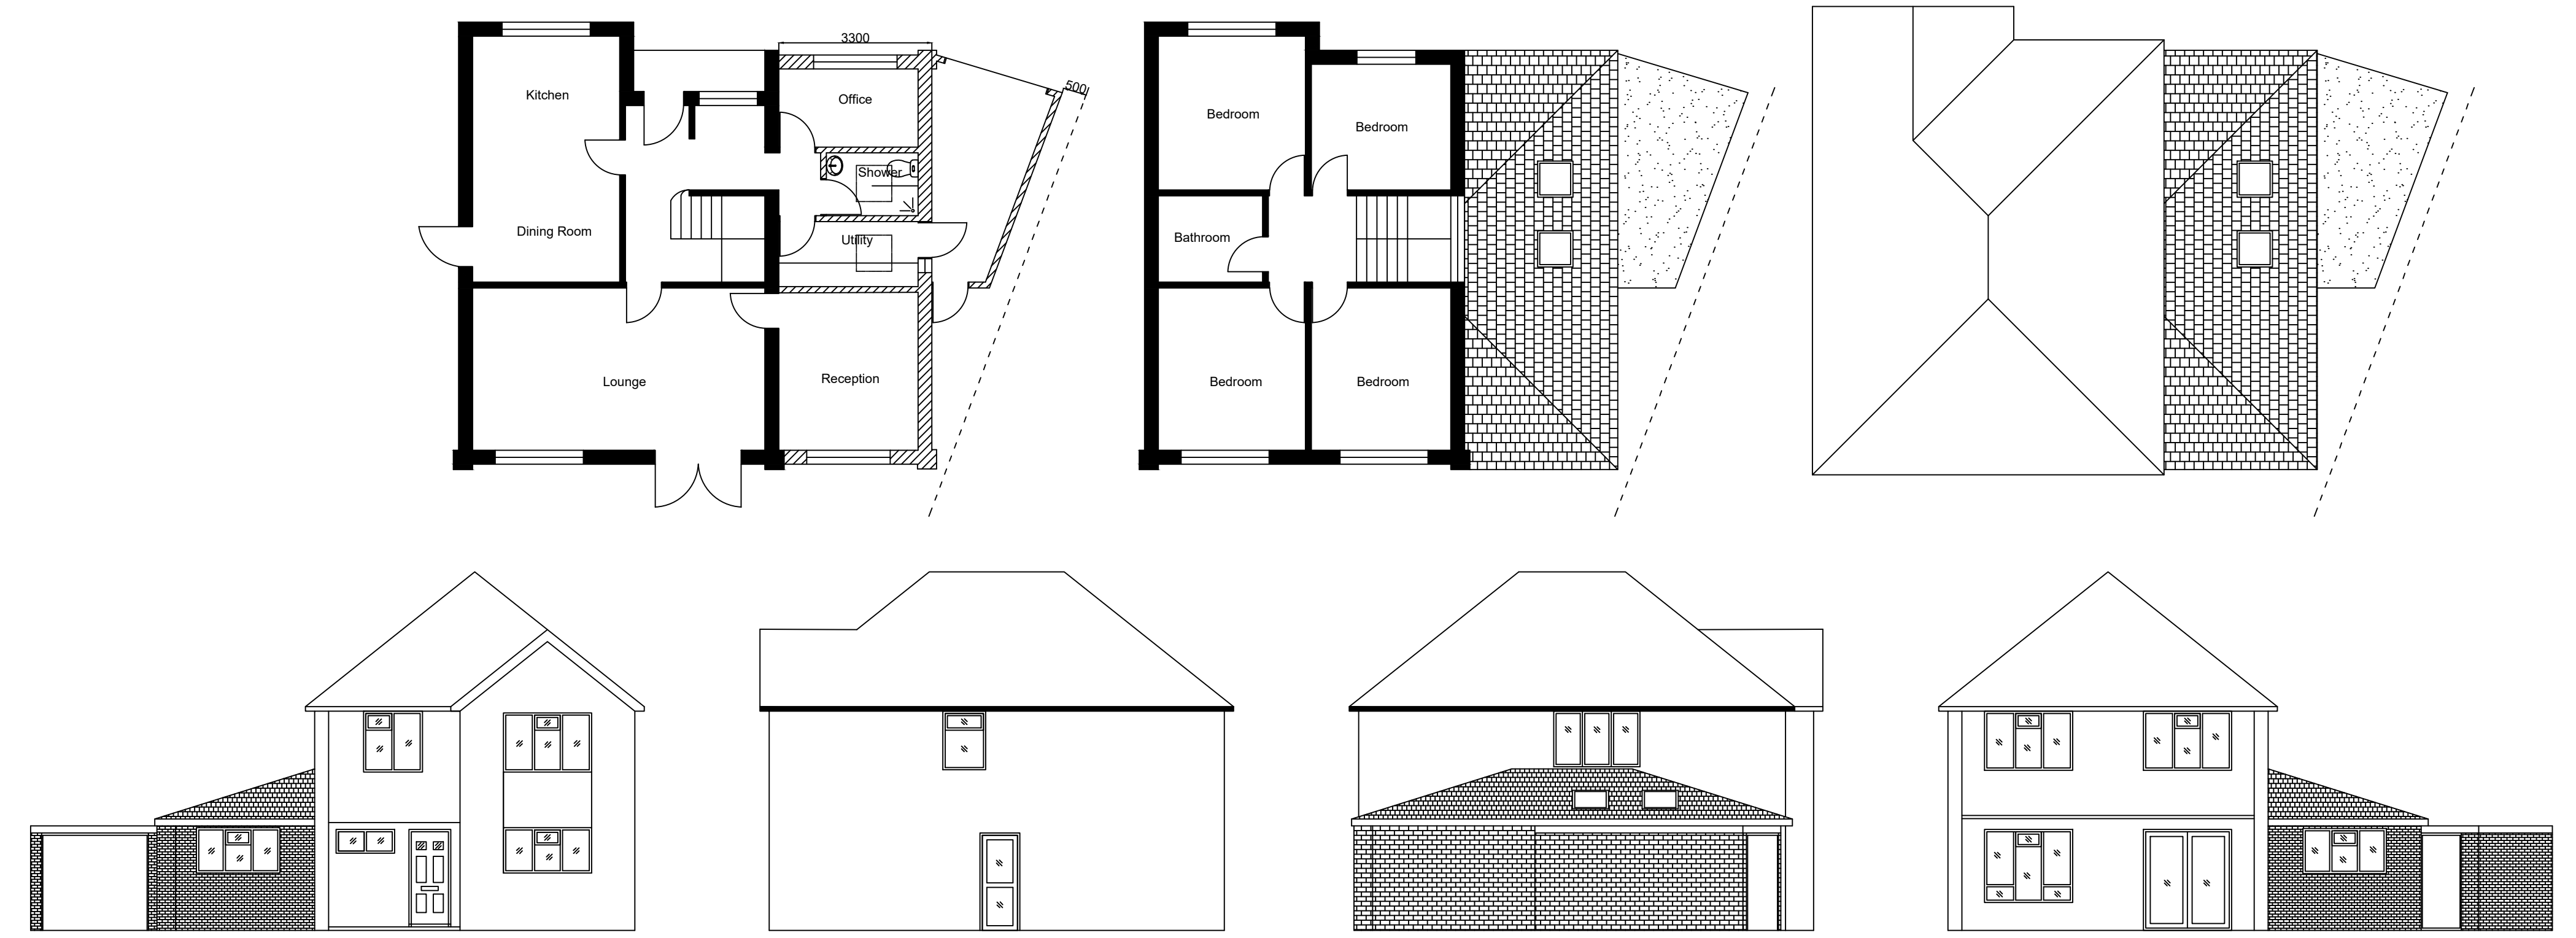 3300
500
Kitchen
Office
Shower
Dining Room
Utility
Lounge
Reception
Bedroom
Bedroom
Bathroom
Bedroom
Bedroom